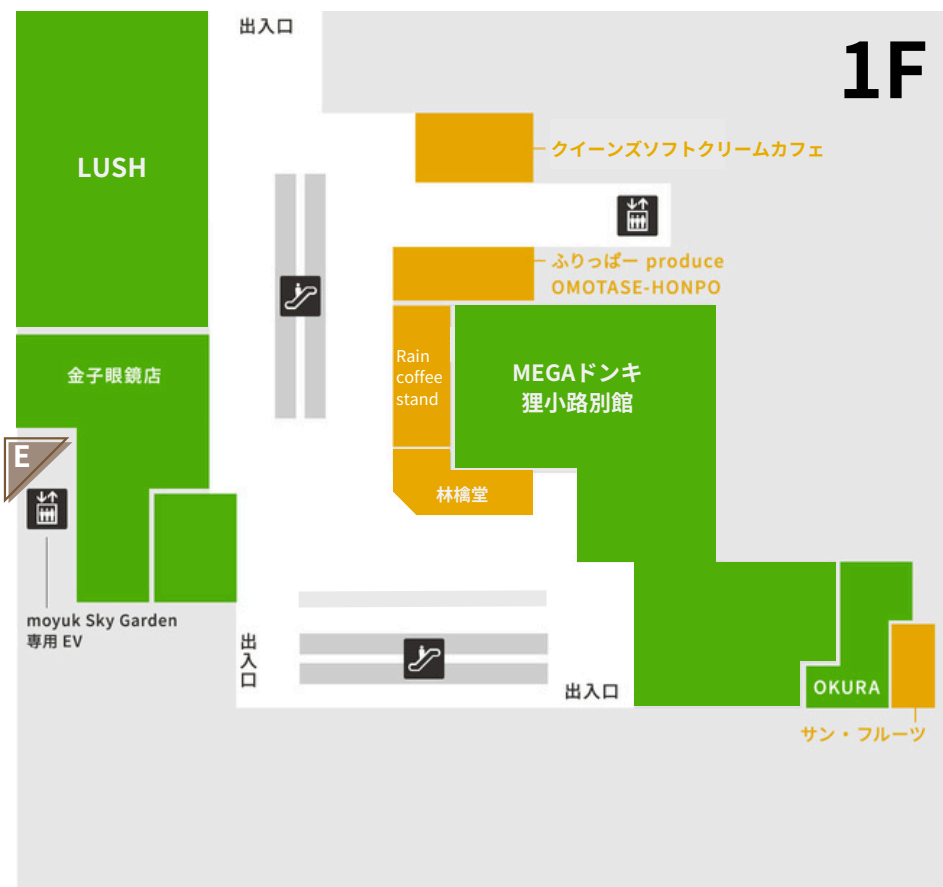 出入口
1F
LUSH
クイーンズソフトクリームカフェ
ふりっぱー produce
OMOTASE-HONPO
金子眼鏡店
Rain
coffee
stand
MEGAドンキ
狸小路別館
E
林檎堂
moyuk Sky Garden
専用 EV
出入口
出入口
OKURA
サン・フルーツ